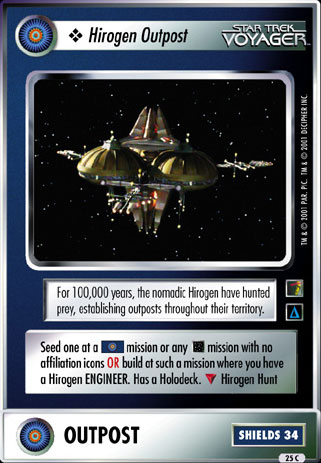 ❖ Hirogen Outpost
STAR TREK
VOYAGER
TM & © 2001 PAR. PIC. TM & © 2001 DECIPHER INC.
For 100,000 years, the nomadic Hirogen have hunted
prey, establishing outposts throughout their territory.
Seed one at a mission or any mission with no
affiliation icons OR build at such a mission where you
have a Hirogen ENGINEER. Has a Holodeck. ▼ Hirogen Hunt
OUTPOST
SHIELDS 34
25 C